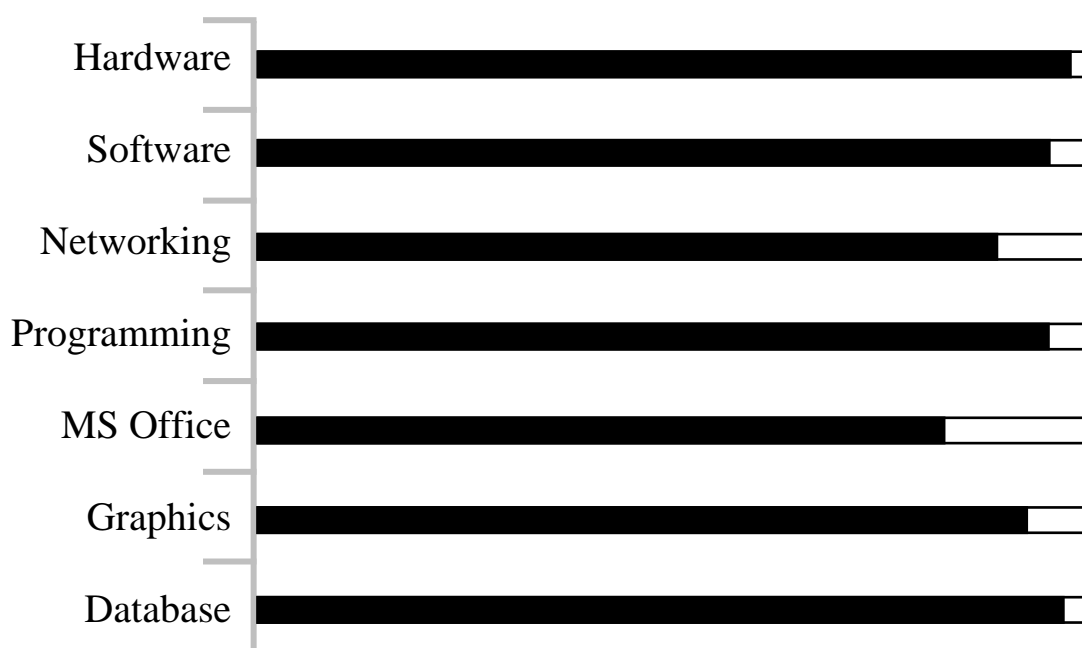 Hardware
Software
Networking
Programming
MS Office
Graphics
Database